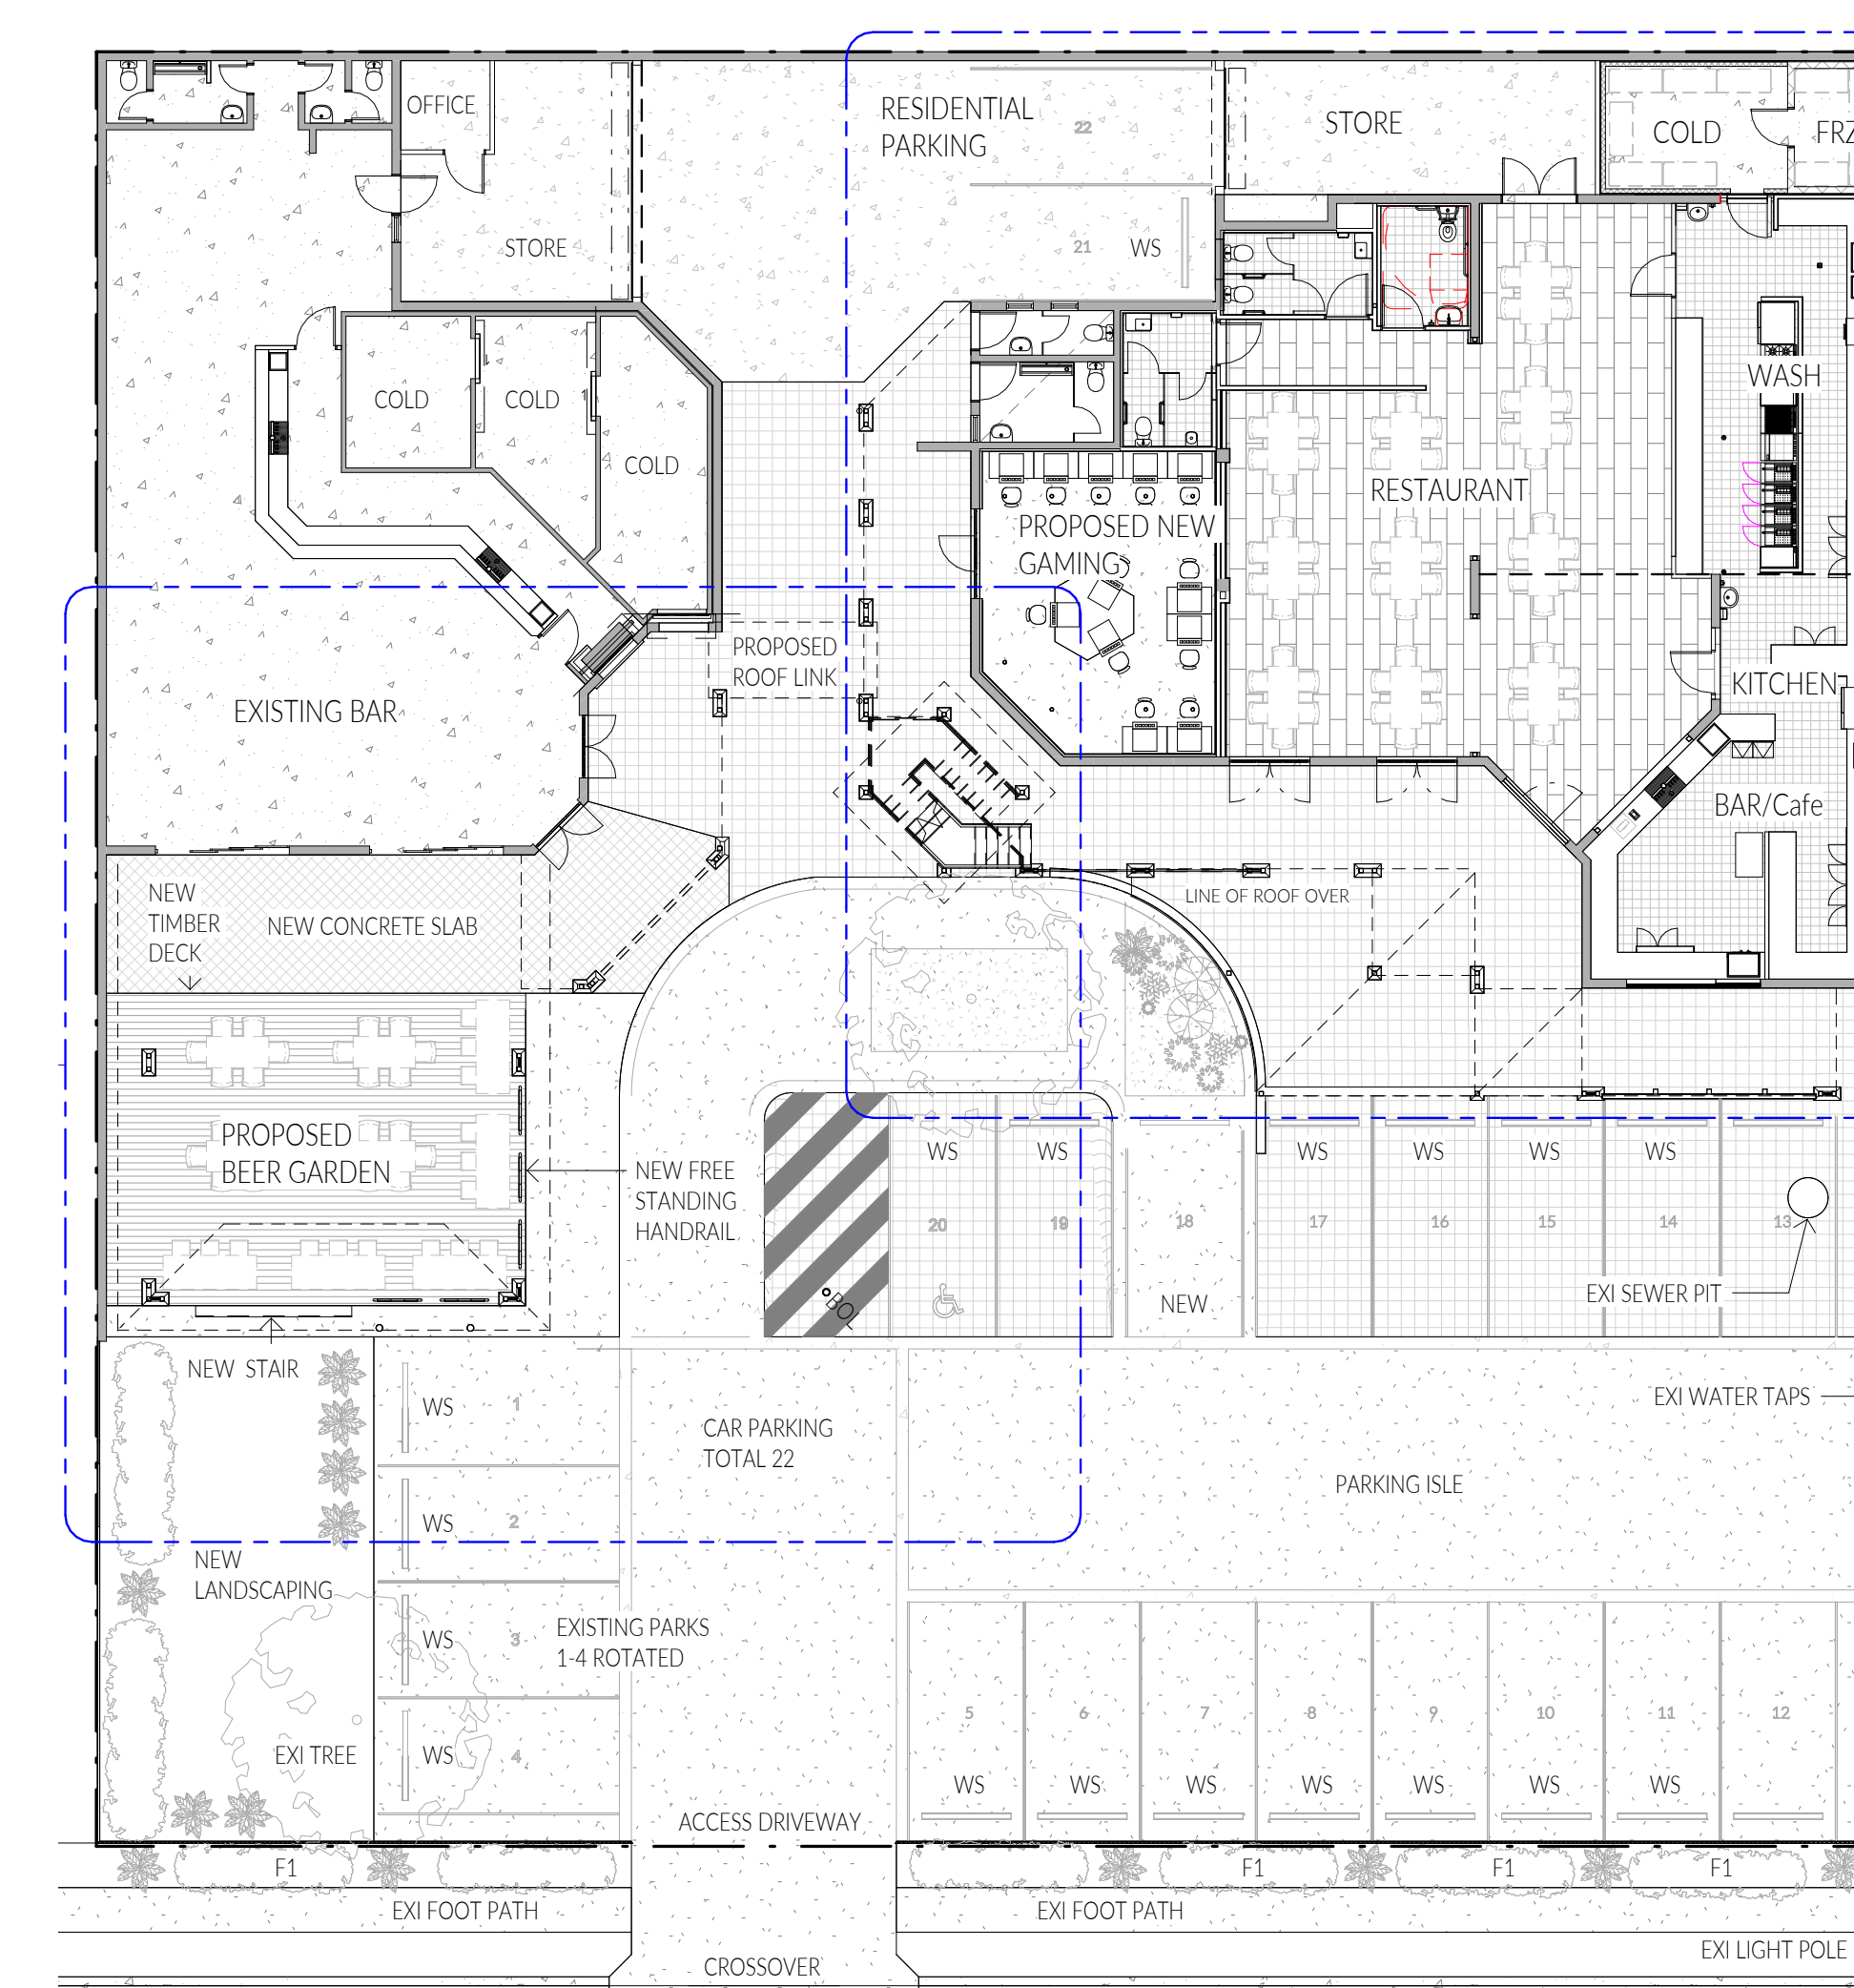 OFFICE
RESIDENTIAL
PARKING
22
STORE
COLD
FRZ
STORE
21
WS
COLD
COLD
COLD
WASH
RESTAURANT
PROPOSED NEW
GAMING
PROPOSED
ROOF LINK
KITCHEN
EXISTING BAR
BAR/Cafe
NEW
TIMBER
DECK
NEW CONCRETE SLAB
LINE OF ROOF OVER
PROPOSED
BEER GARDEN
NEW FREE
STANDING
HANDRAIL
WS
WS
WS
WS
WS
WS
20
19
18
17
16
15
14
13
BOL
NEW
EXI SEWER PIT
NEW STAIR
WS
1
CAR PARKING
TOTAL 22
EXI WATER TAPS
PARKING ISLE
WS
2
NEW
LANDSCAPING
WS
3
EXISTING PARKS
1-4 ROTATED
5
6
7
8
9
10
11
12
EXI TREE
WS
4
WS
WS
WS
WS
WS
WS
WS
ACCESS DRIVEWAY
F1
F1
F1
F1
EXI FOOT PATH
EXI FOOT PATH
EXI LIGHT POLE
CROSSOVER